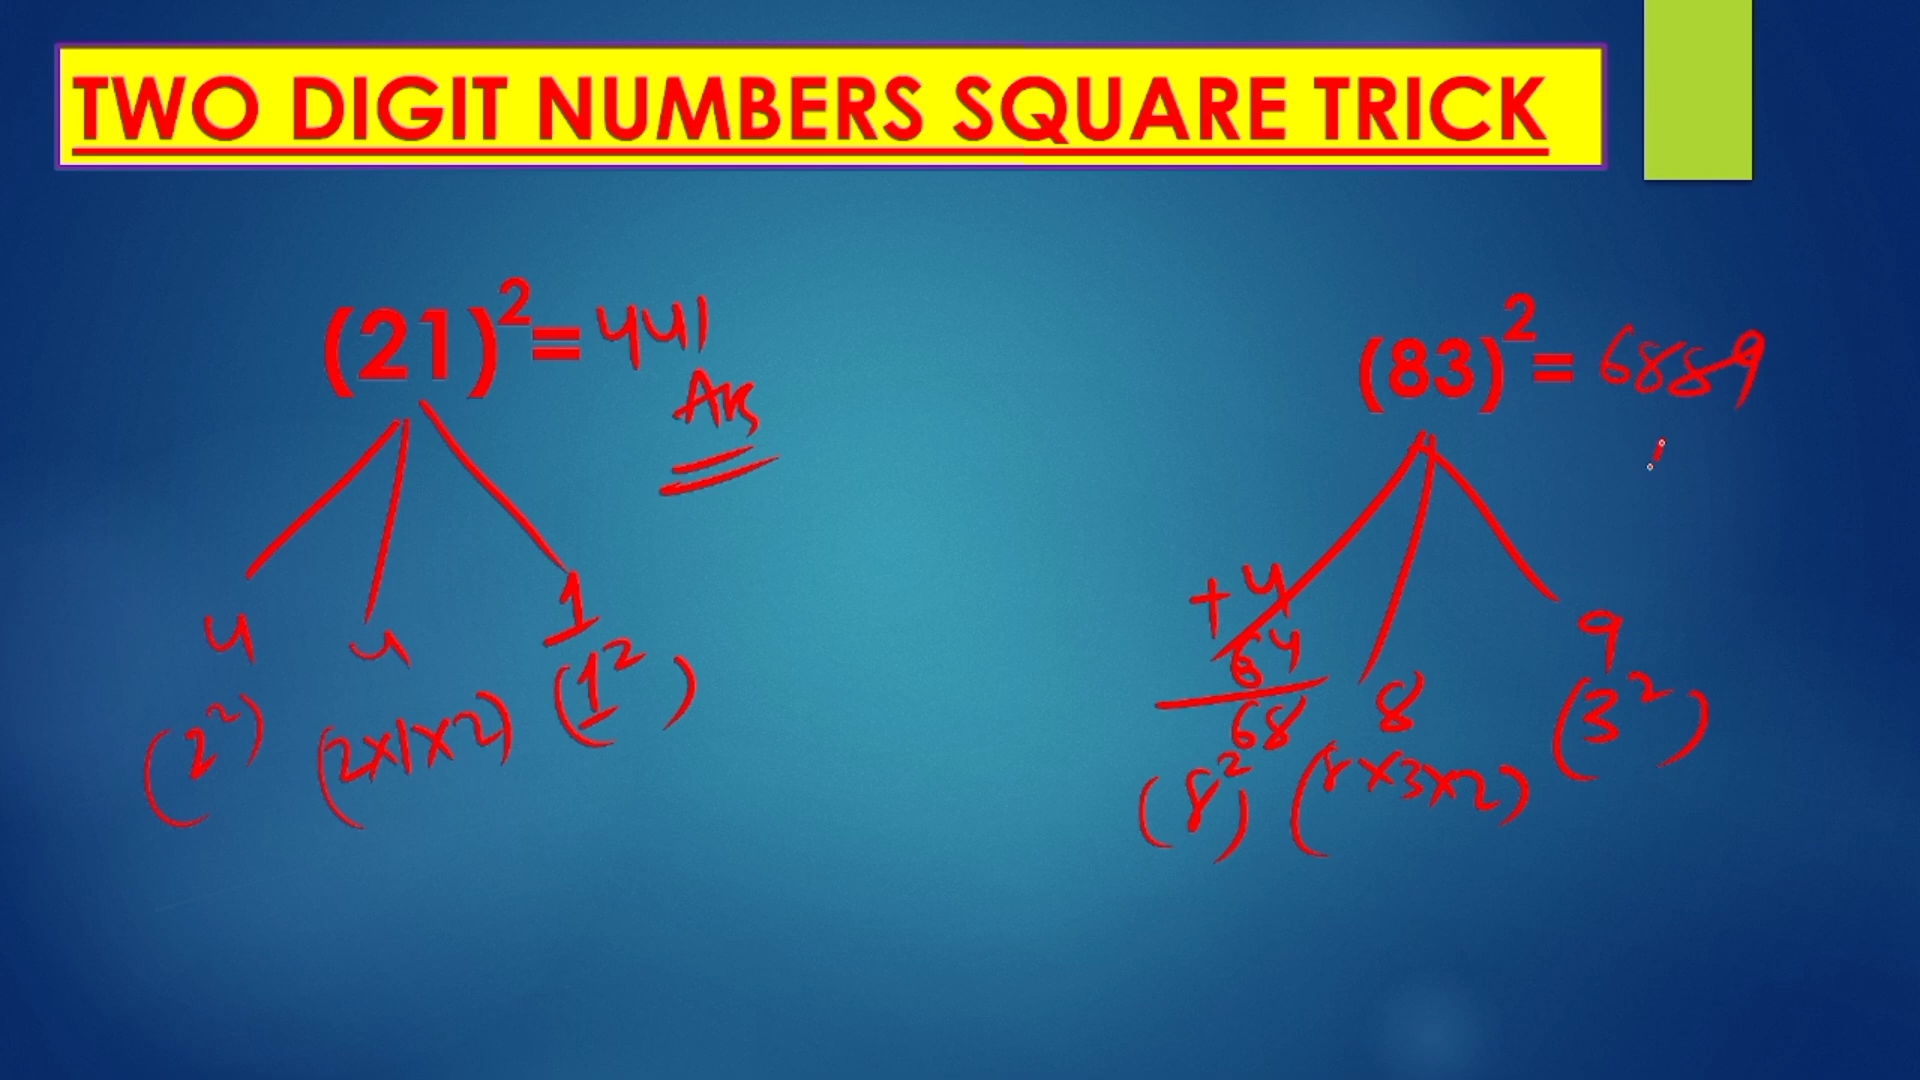 TWO DIGIT NUMBERS SQUARE TRICK
(21)²= 441
Ans
4 4 1
(2²) (2×1×2) (1²)
(83)²= 6889
+4
64
68 8 9
(8²) (8×3×2) (3²)